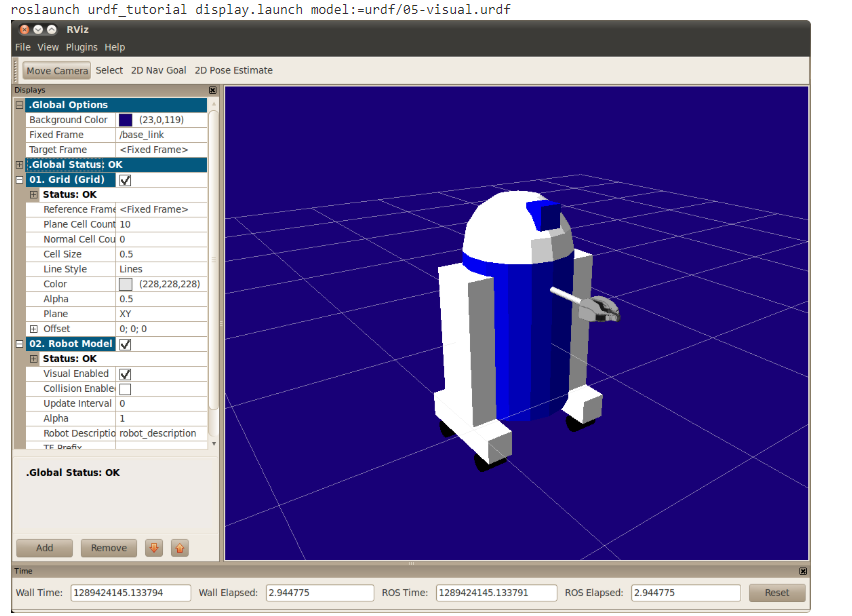 roslaunch urdf_tutorial display.launch model:=urdf/05-visual.urdf
RViz
File View Plugins Help
Move Camera Select 2D Nav Goal 2D Pose Estimate
Displays
.Global Options
Background Color (23,0,119)
Fixed Frame /base_link
Target Frame <Fixed Frame>
.Global Status: OK
01. Grid (Grid)
Status: OK
Reference Frame <Fixed Frame>
Plane Cell Count 10
Normal Cell Cou 0
Cell Size 0.5
Line Style Lines
Color (228,228,228)
Alpha 0.5
Plane XY
Offset 0; 0; 0
02. Robot Model
Status: OK
Visual Enabled
Collision Enable
Update Interval 0
Alpha 1
Robot Descriptio robot_description
TF Prefix
.Global Status: OK
Add Remove
Time
Wall Time: 1289424145.133794 Wall Elapsed: 2.944775 ROS Time: 1289424145.133791 ROS Elapsed: 2.944775 Reset